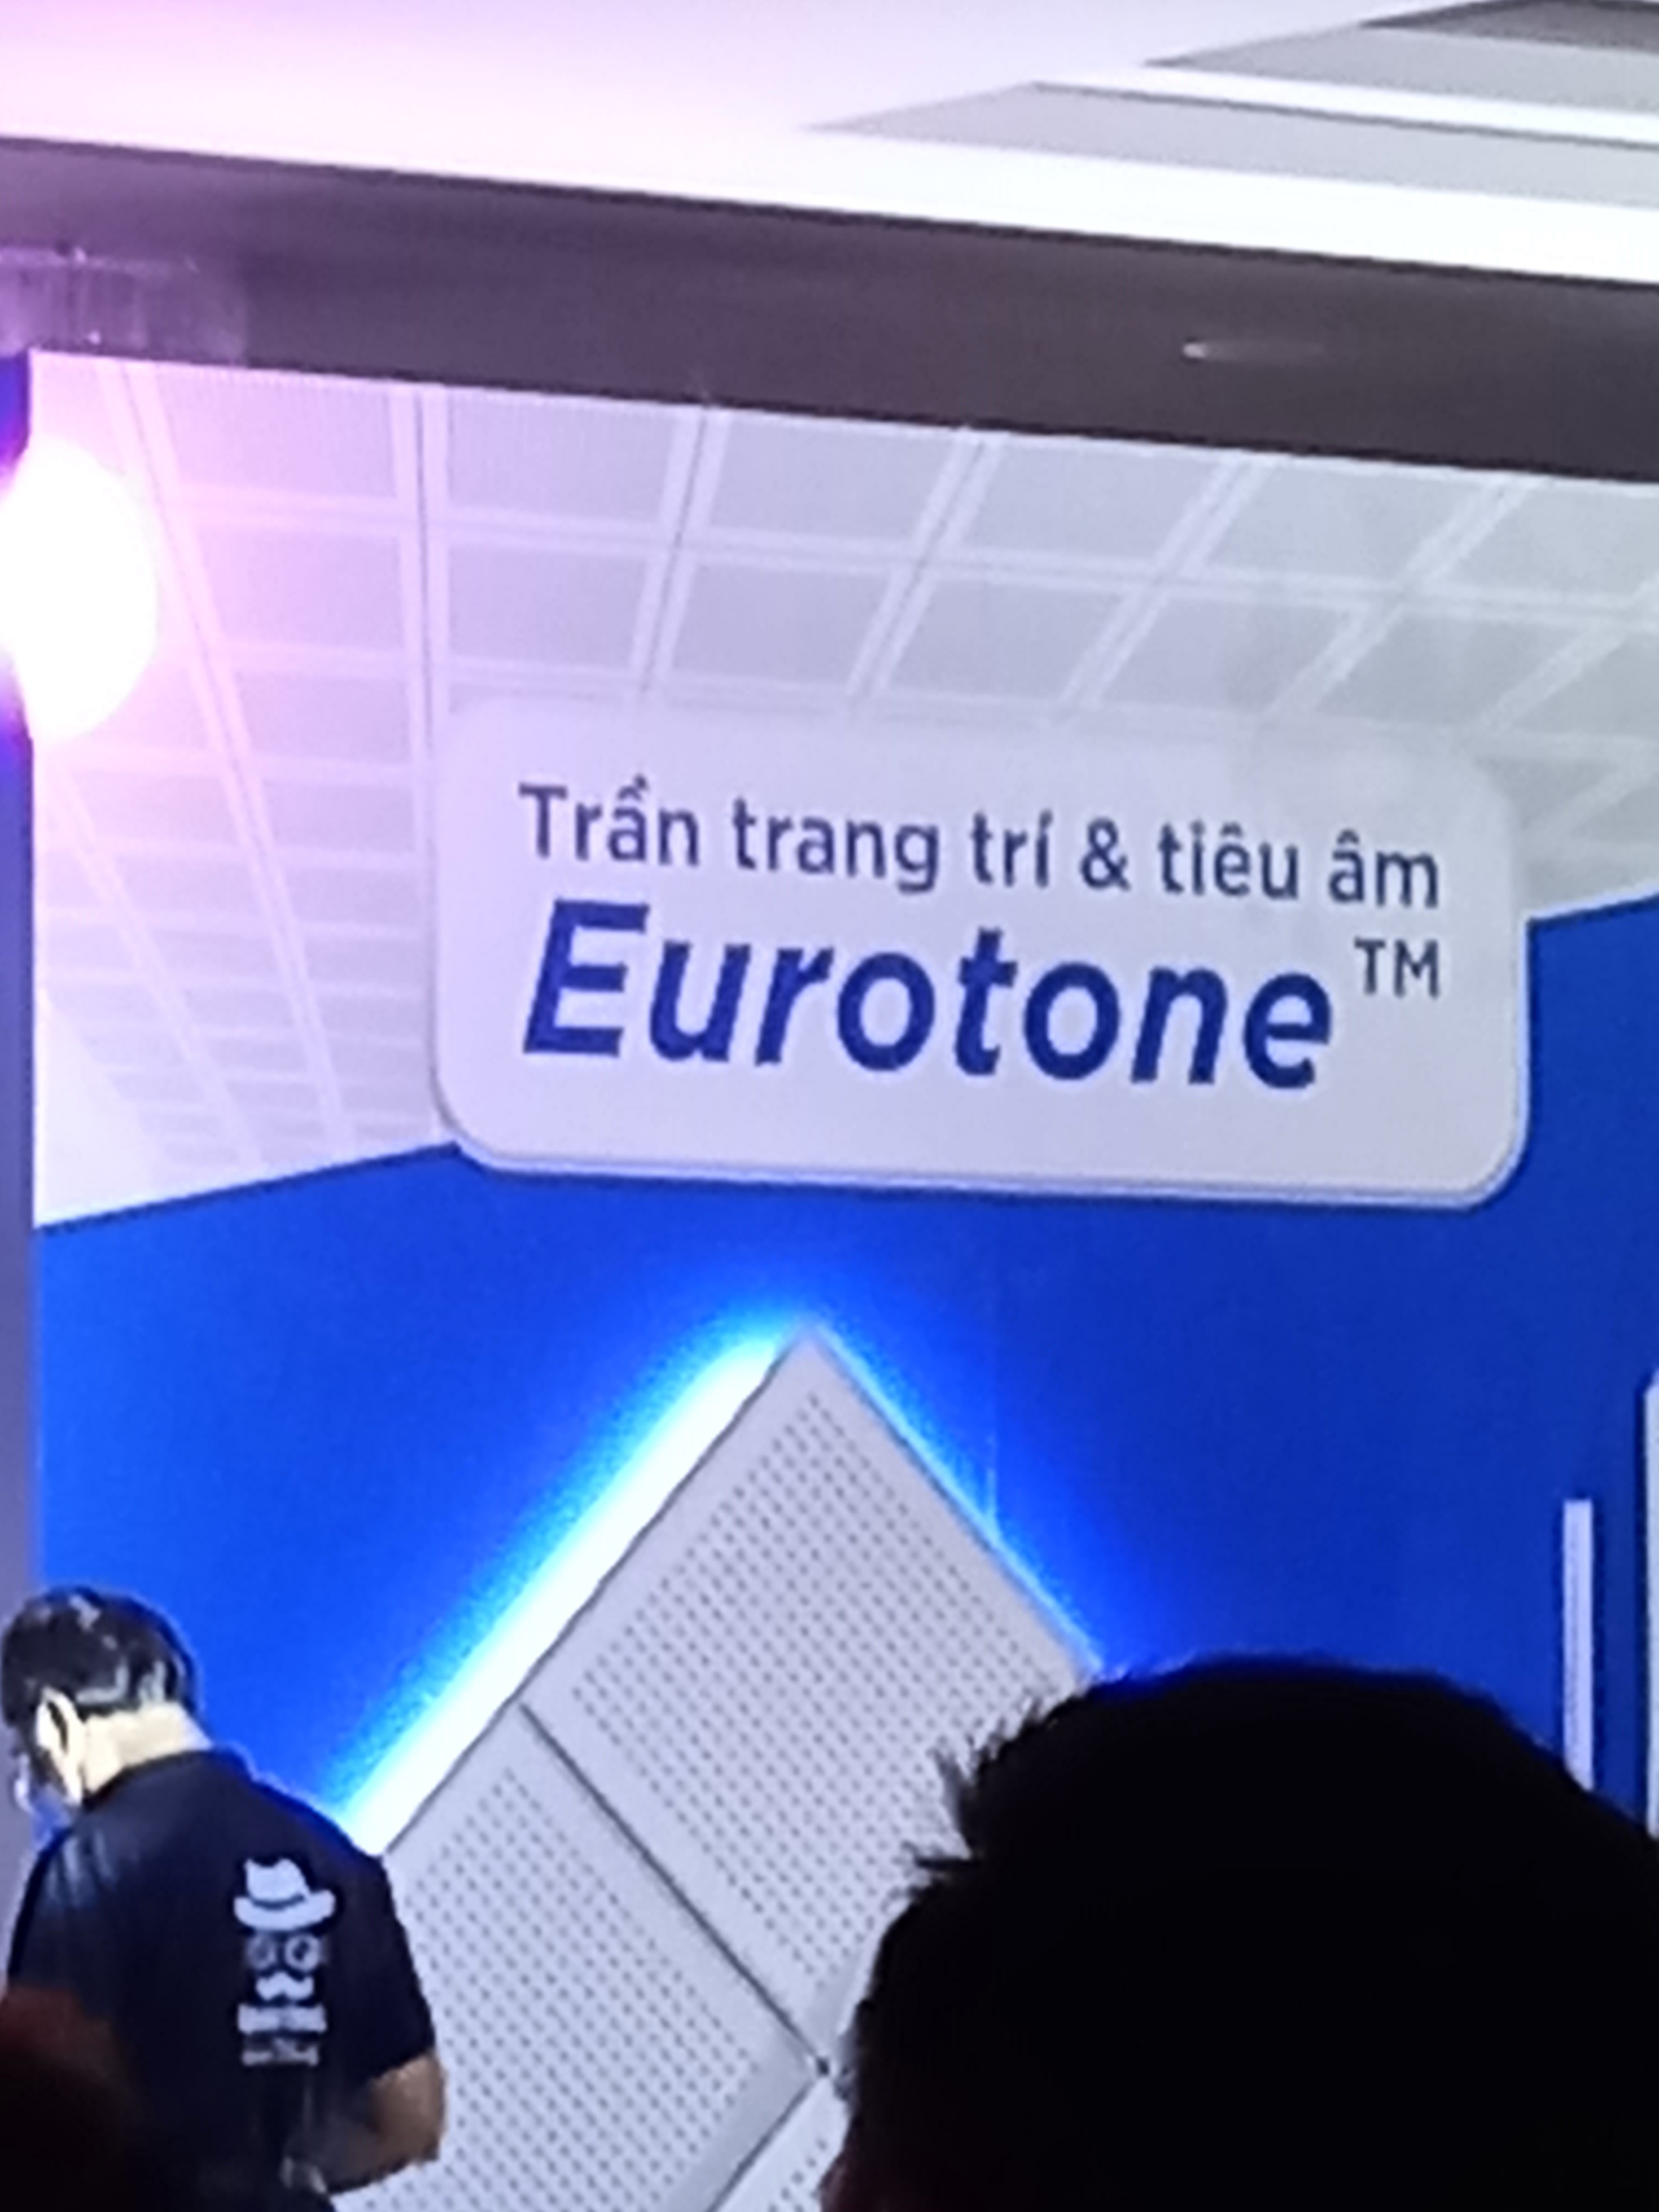 Trần trang trí & tiêu âm
Eurotone™